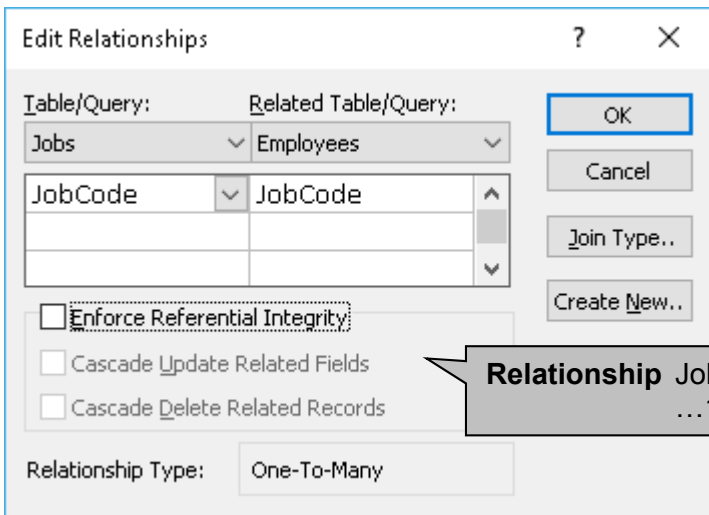 Edit Relationships ? ×
Table/Query: Related Table/Query:
OK
Jobs Employees
Cancel
JobCode JobCode
Join Type..
Create New..
Enforce Referential Integrity
Cascade Update Related Fields
Relationship
Cascade Delete Related Records
Relationship Type: One-To-Many